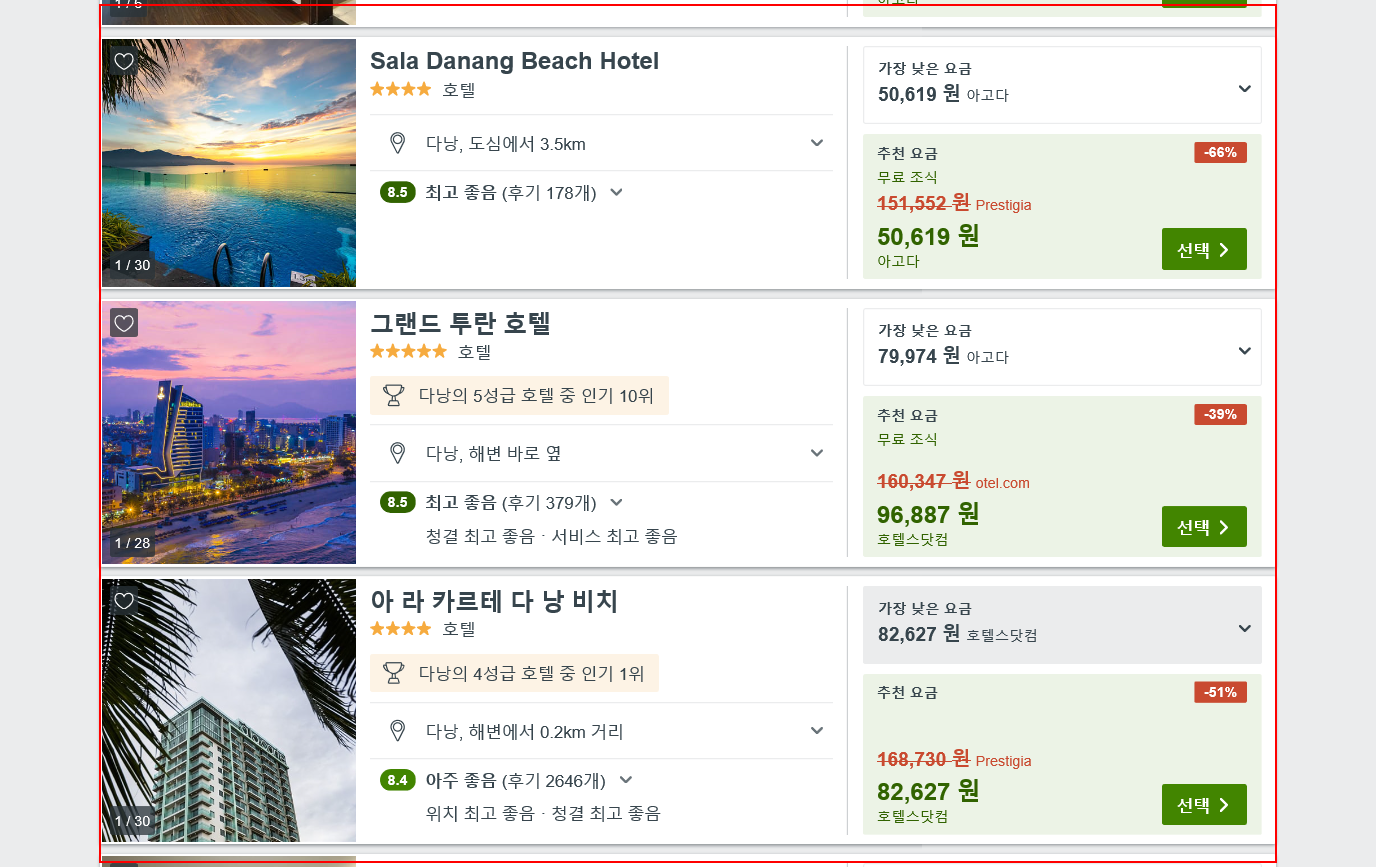 1 / 5
아고다
Sala Danang Beach Hotel
호텔
다낭, 도심에서 3.5km
8.5 최고 좋음 (후기 178개)
1 / 30
가장 낮은 요금
50,619 원 아고다
추천 요금
-66%
무료 조식
151,552 원 Prestigia
50,619 원
아고다
선택
그랜드 투란 호텔
호텔
다낭의 5성급 호텔 중 인기 10위
다낭, 해변 바로 옆
8.5 최고 좋음 (후기 379개)
청결 최고 좋음 · 서비스 최고 좋음
1 / 28
가장 낮은 요금
79,974 원 아고다
추천 요금
-39%
무료 조식
160,347 원 otel.com
96,887 원
호텔스닷컴
선택
아 라 카르테 다 낭 비치
호텔
다낭의 4성급 호텔 중 인기 1위
다낭, 해변에서 0.2km 거리
8.4 아주 좋음 (후기 2646개)
위치 최고 좋음 · 청결 최고 좋음
1 / 30
가장 낮은 요금
82,627 원 호텔스닷컴
추천 요금
-51%
168,730 원 Prestigia
82,627 원
호텔스닷컴
선택